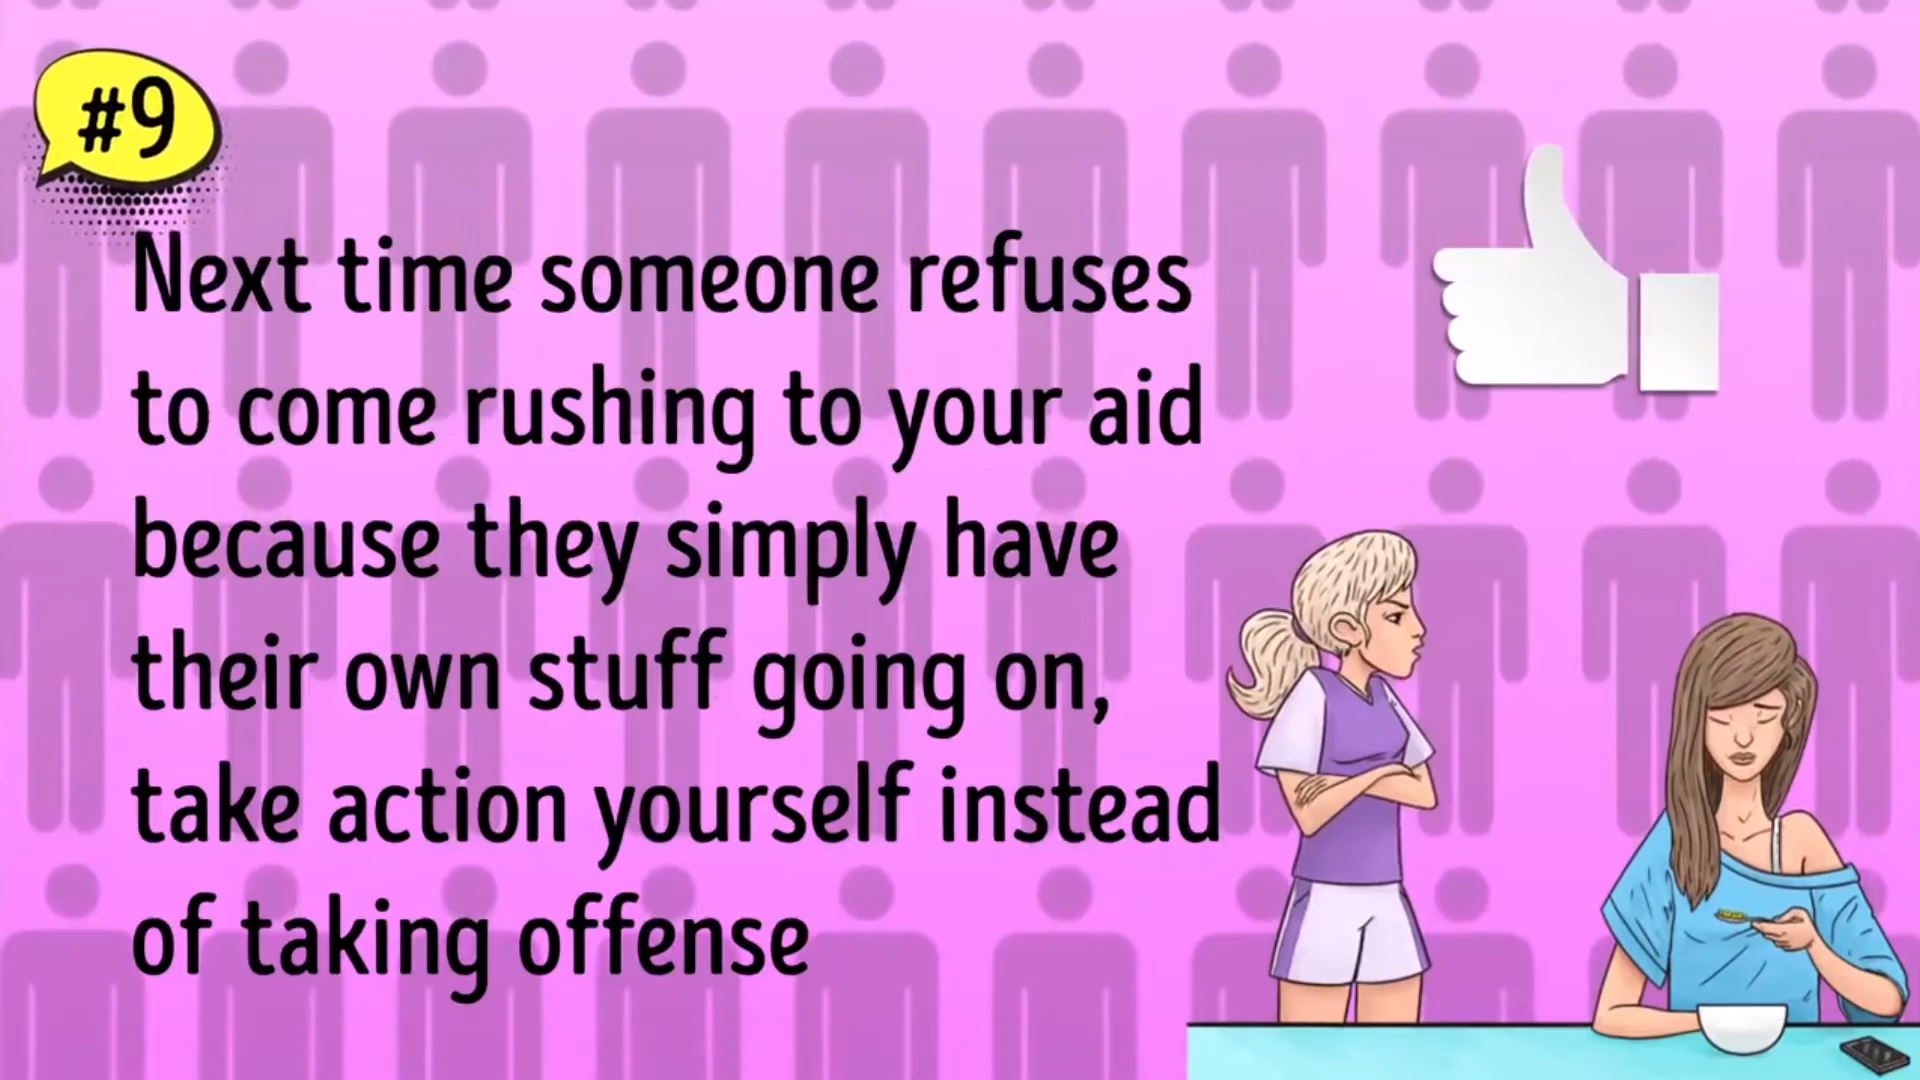 #9
Next time someone refuses
to come rushing to your aid
because they simply have
their own stuff going on,
take action yourself instead
of taking offense